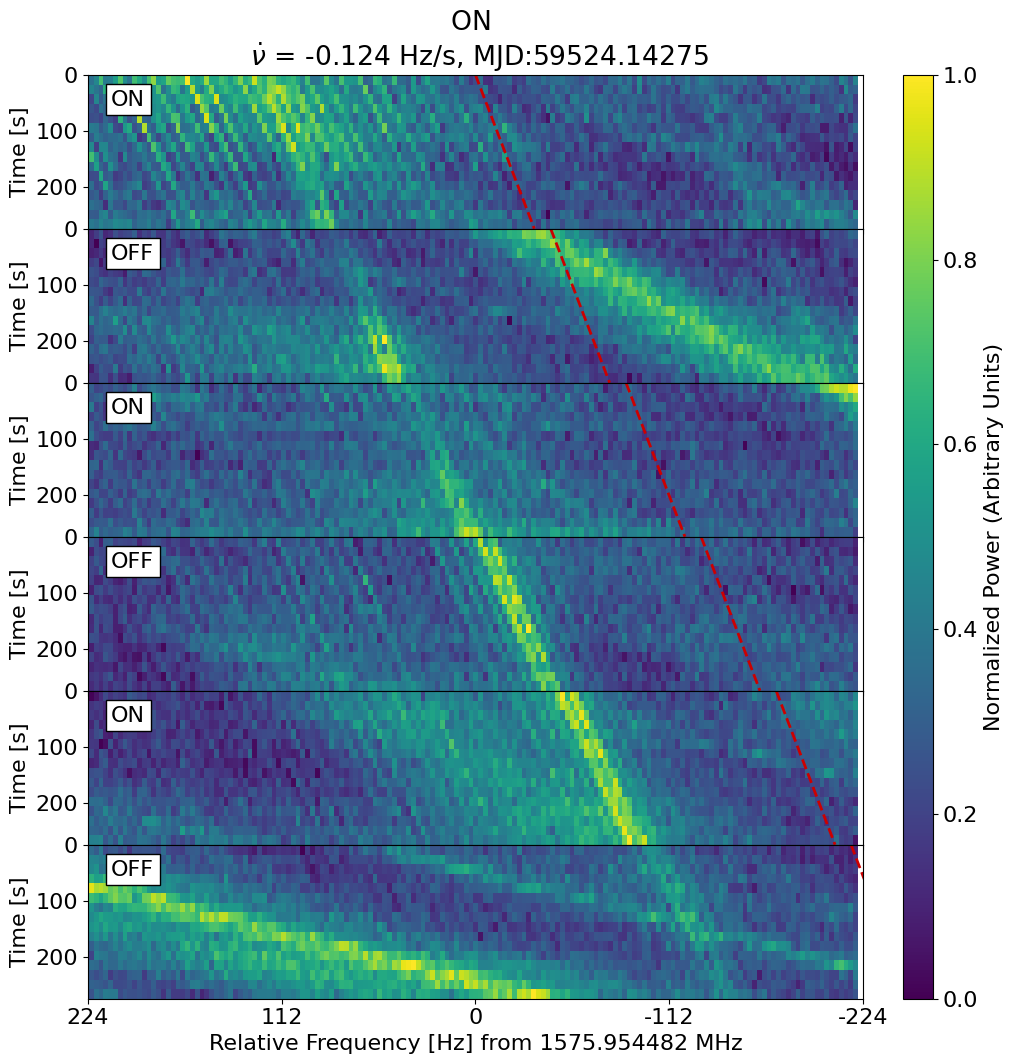 ON
ν̇ = -0.124 Hz/s, MJD:59524.14275
0
100
200
Time [s]
ON
0
100
200
Time [s]
OFF
0
100
200
Time [s]
ON
0
100
200
Time [s]
OFF
0
100
200
Time [s]
ON
0
100
200
Time [s]
OFF
224 112 0 -112 -224
Relative Frequency [Hz] from 1575.954482 MHz
1.0
0.8
0.6
0.4
0.2
0.0
Normalized Power (Arbitrary Units)